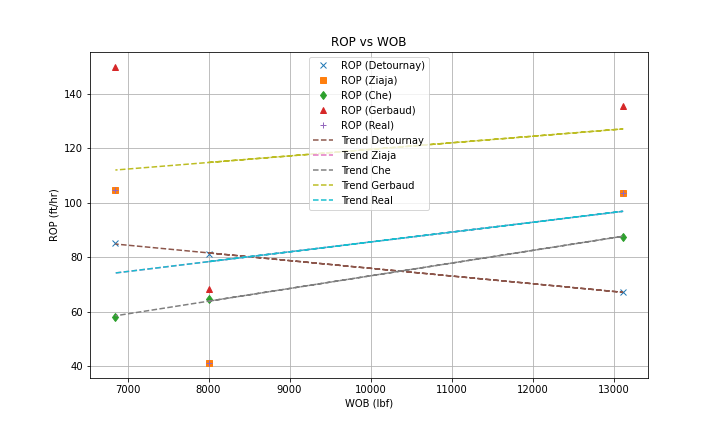 ROP vs WOB
ROP (ft/hr)
140
120
100
80
60
40
ROP (Detournay)
ROP (Ziaja)
ROP (Che)
ROP (Gerbaud)
ROP (Real)
Trend Detournay
Trend Ziaja
Trend Che
Trend Gerbaud
Trend Real
7000 8000 9000 10000 11000 12000 13000
WOB (lbf)